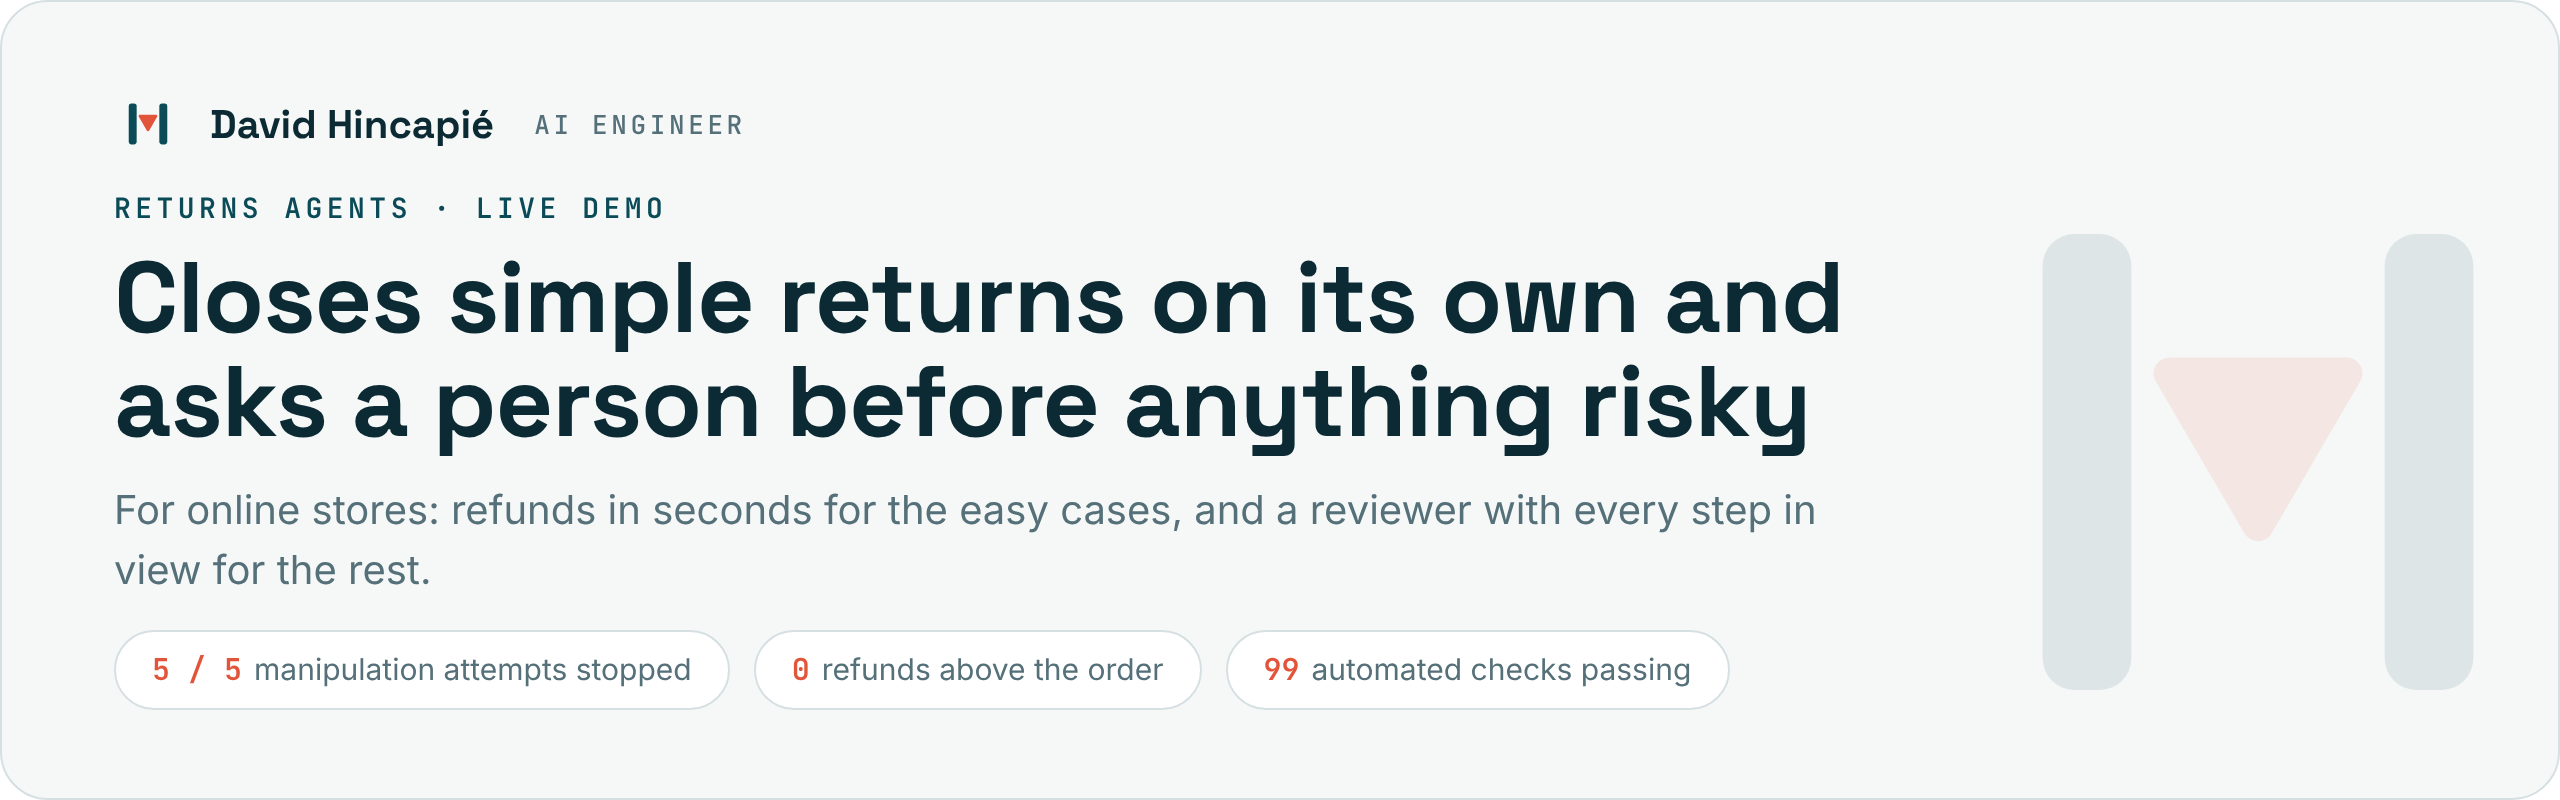 David Hincapié AI ENGINEER
RETURNS AGENTS · LIVE DEMO
Closes simple returns on its own and
asks a person before anything risky
For online stores: refunds in seconds for the easy cases, and a reviewer with every step in
view for the rest.
5 / 5 manipulation attempts stopped 0 refunds above the order 99 automated checks passing